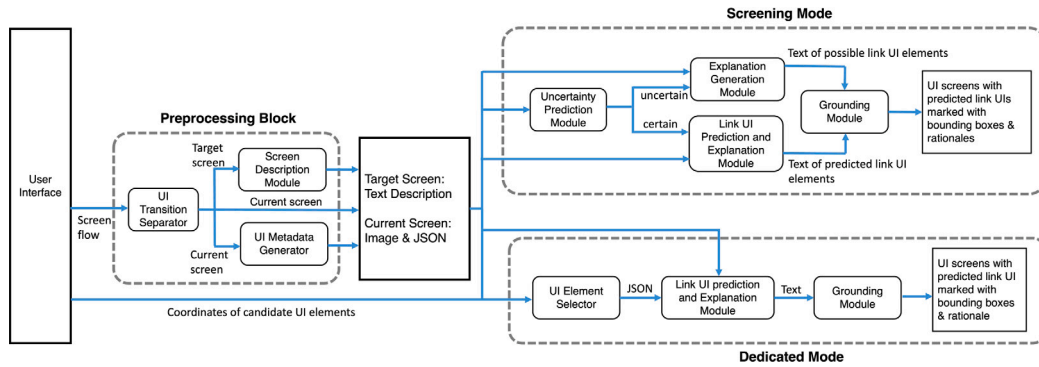 Screening Mode
Text of possible link UI elements
Explanation
Generation
Module
UI screens with
predicted link UIs
marked with
bounding boxes &
rationales
Uncertainty
Prediction
Module
uncertain
certain
Grounding
Module
Link UI
Prediction and
Explanation
Module
Text of predicted link UI
elements
Preprocessing Block
Target
screen
Screen
Description
Module
User
Interface
Screen
flow
UI
Transition
Separator
Current screen
Current
screen
UI Metadata
Generator
Target Screen:
Text Description
Current Screen:
Image & JSON
Coordinates of candidate UI elements
UI Element
Selector
JSON
Link UI prediction
and Explanation
Module
Text
Grounding
Module
UI screens with
predicted link UI
marked with
bounding boxes
& rationale
Dedicated Mode